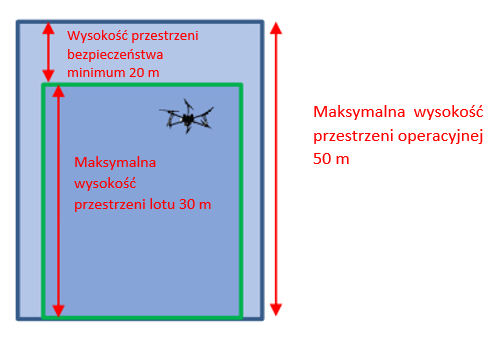 Wysokość przestrzeni
bezpieczeństwa
minimum 20 m
Maksymalna wysokość
przestrzeni operacyjnej
50 m
Maksymalna
wysokość
przestrzeni lotu 30 m